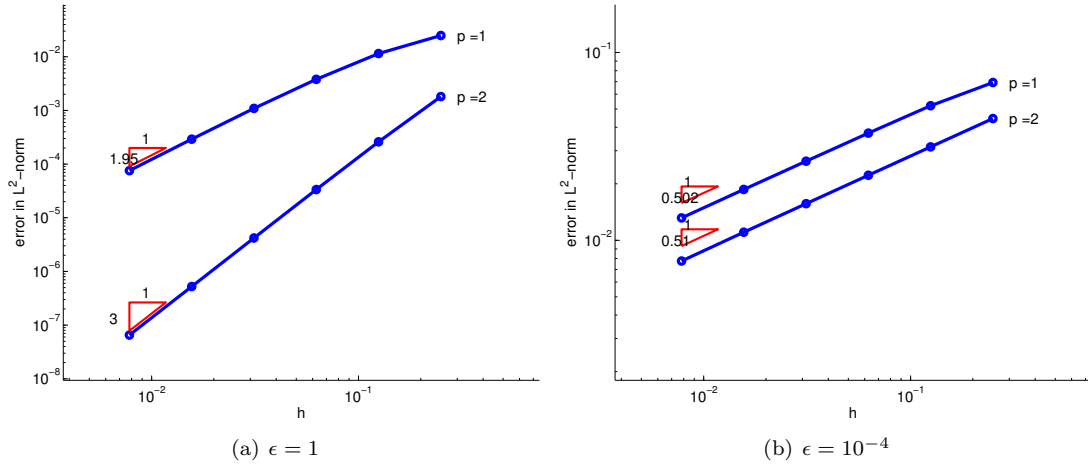 10⁻²
10⁻³
10⁻⁴
10⁻⁵
10⁻⁶
10⁻⁷
10⁻⁸
error in L²−norm
p =1
p =2
1
1.95
1
3
10⁻²
10⁻¹
h
(a) ϵ = 1
10⁻¹
10⁻²
error in L²−norm
p =1
p =2
1
0.502
1
0.51
10⁻²
10⁻¹
h
(b) ϵ = 10⁻⁴